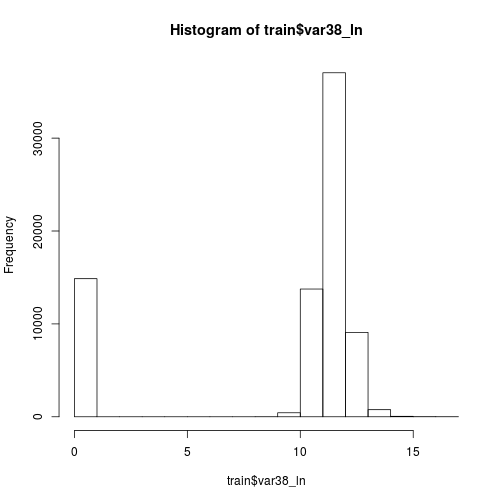 Histogram of train$var38_ln
Frequency
30000
20000
10000
0
0 5 10 15
train$var38_ln